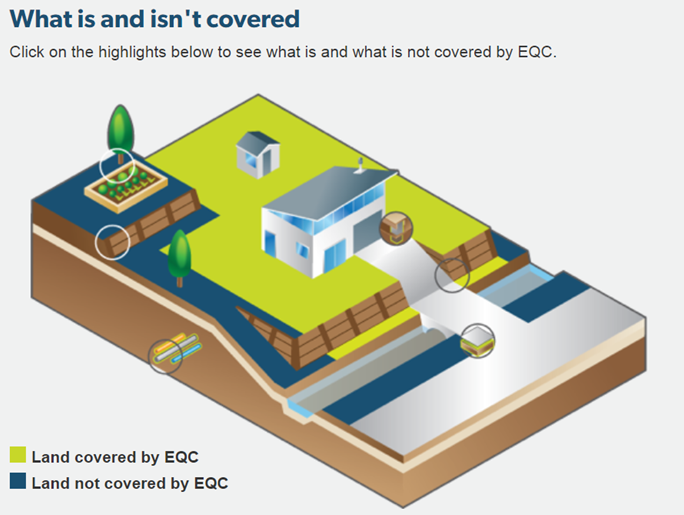 What is and isn't covered
Click on the highlights below to see what is and what is not covered by EQC.
Land covered by EQC
Land not covered by EQC